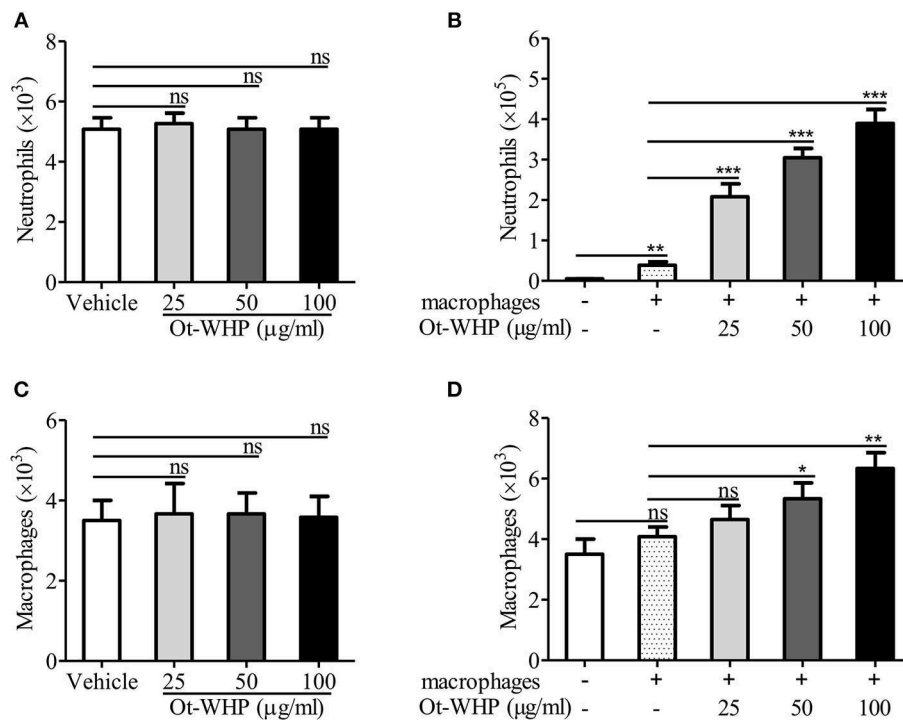 A
Neutrophils (×10³)
8
6
4
2
0
ns
ns
ns
Vehicle 25 50 100
Ot-WHP (μg/ml)
B
Neutrophils (×10⁵)
6
5
4
3
2
1
0
**
***
***
***
macrophages - + + + +
Ot-WHP (μg/ml) - - 25 50 100
C
Macrophages (×10³)
6
4
2
0
ns
ns
ns
Vehicle 25 50 100
Ot-WHP (μg/ml)
D
Macrophages (×10³)
8
6
4
2
0
ns
ns
*
**
macrophages - + + + +
Ot-WHP (μg/ml) - - 25 50 100